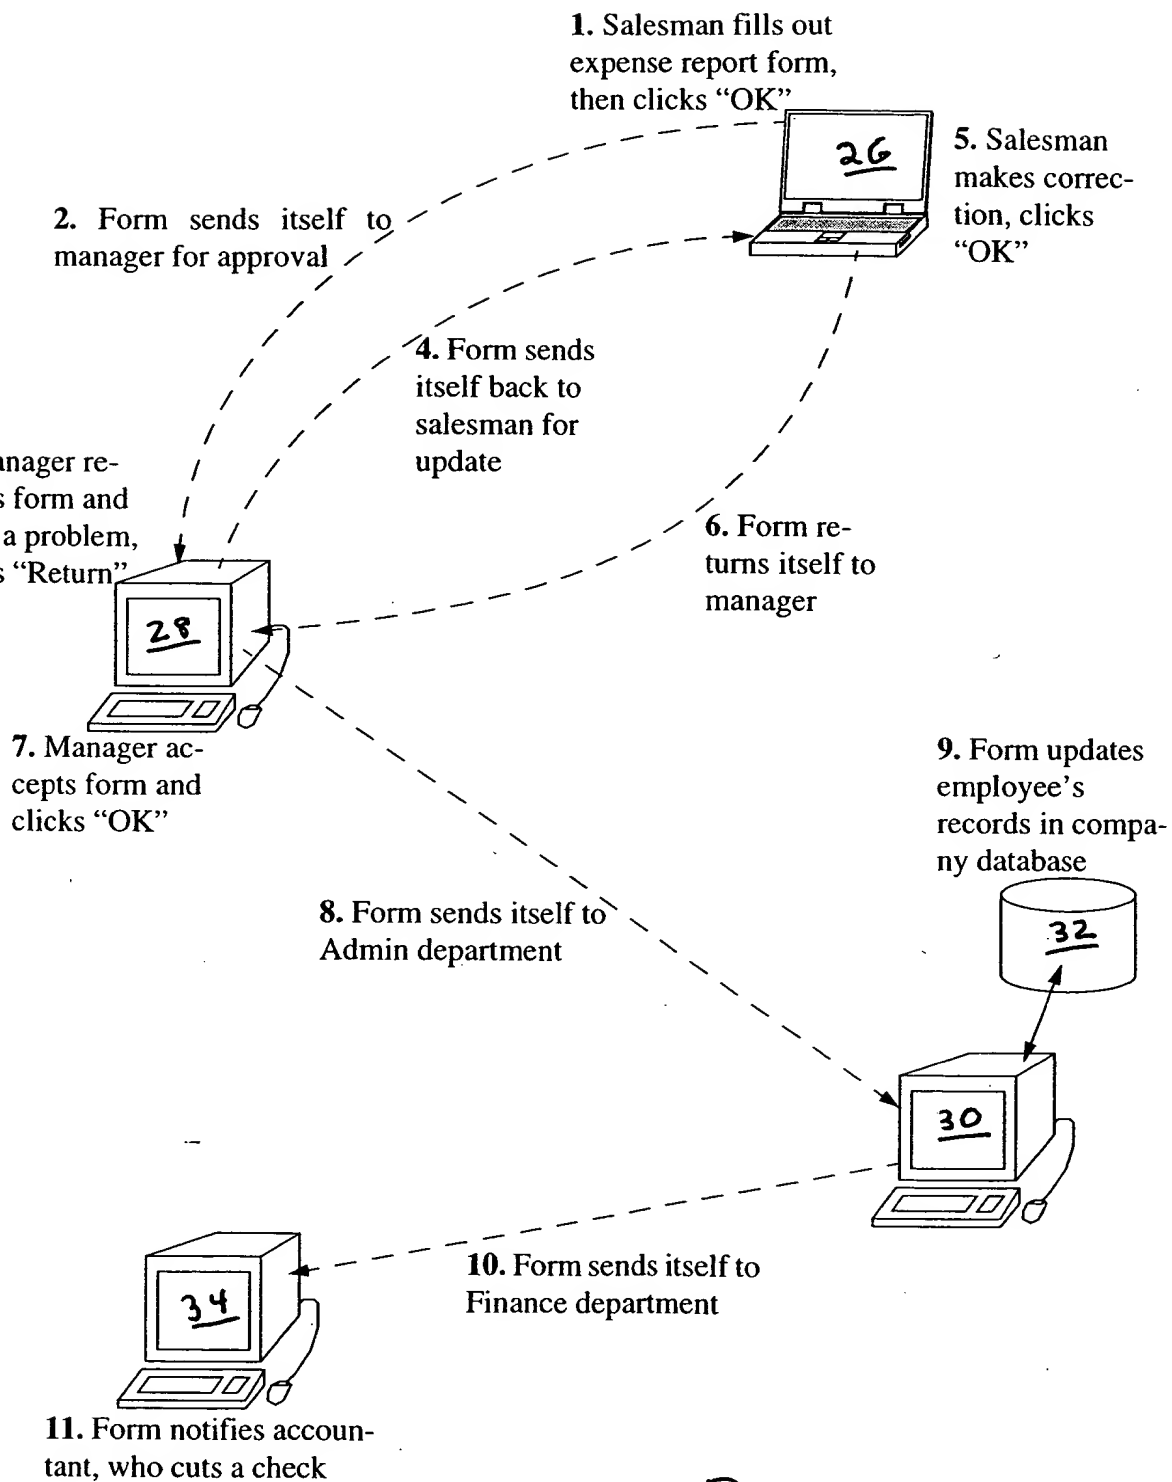 1. Salesman fills out
expense report form,
then clicks “OK”
26
5. Salesman
makes correc-
tion, clicks
“OK”
2. Form sends itself to
manager for approval
4. Form sends
itself back to
salesman for
update
re-
form and
a problem,
“Return”
28
6. Form re-
turns itself to
manager
7. Manager ac-
cepts form and
clicks “OK”
9. Form updates
employee’s
records in compa-
ny database
32
8. Form sends itself to
Admin department
30
10. Form sends itself to
Finance department
34
11. Form notifies accoun-
tant, who cuts a check